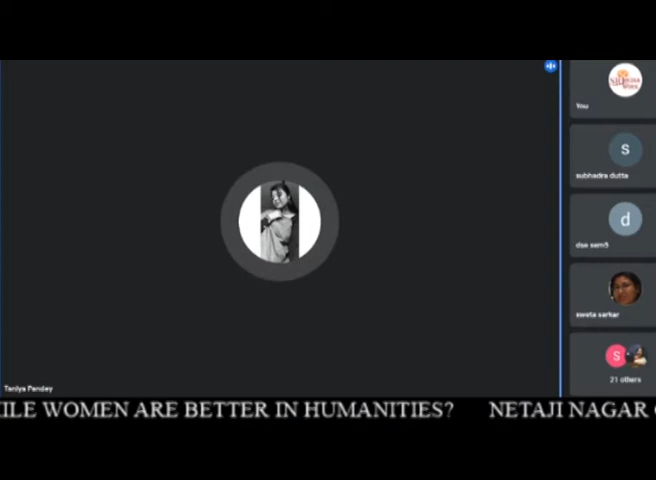 You
s
subhadra dutta
d
dse sem5
sweta sarkar
S
21 others
Taniya Pandey
ILE WOMEN ARE BETTER IN HUMANITIES? NETAJI NAGAR